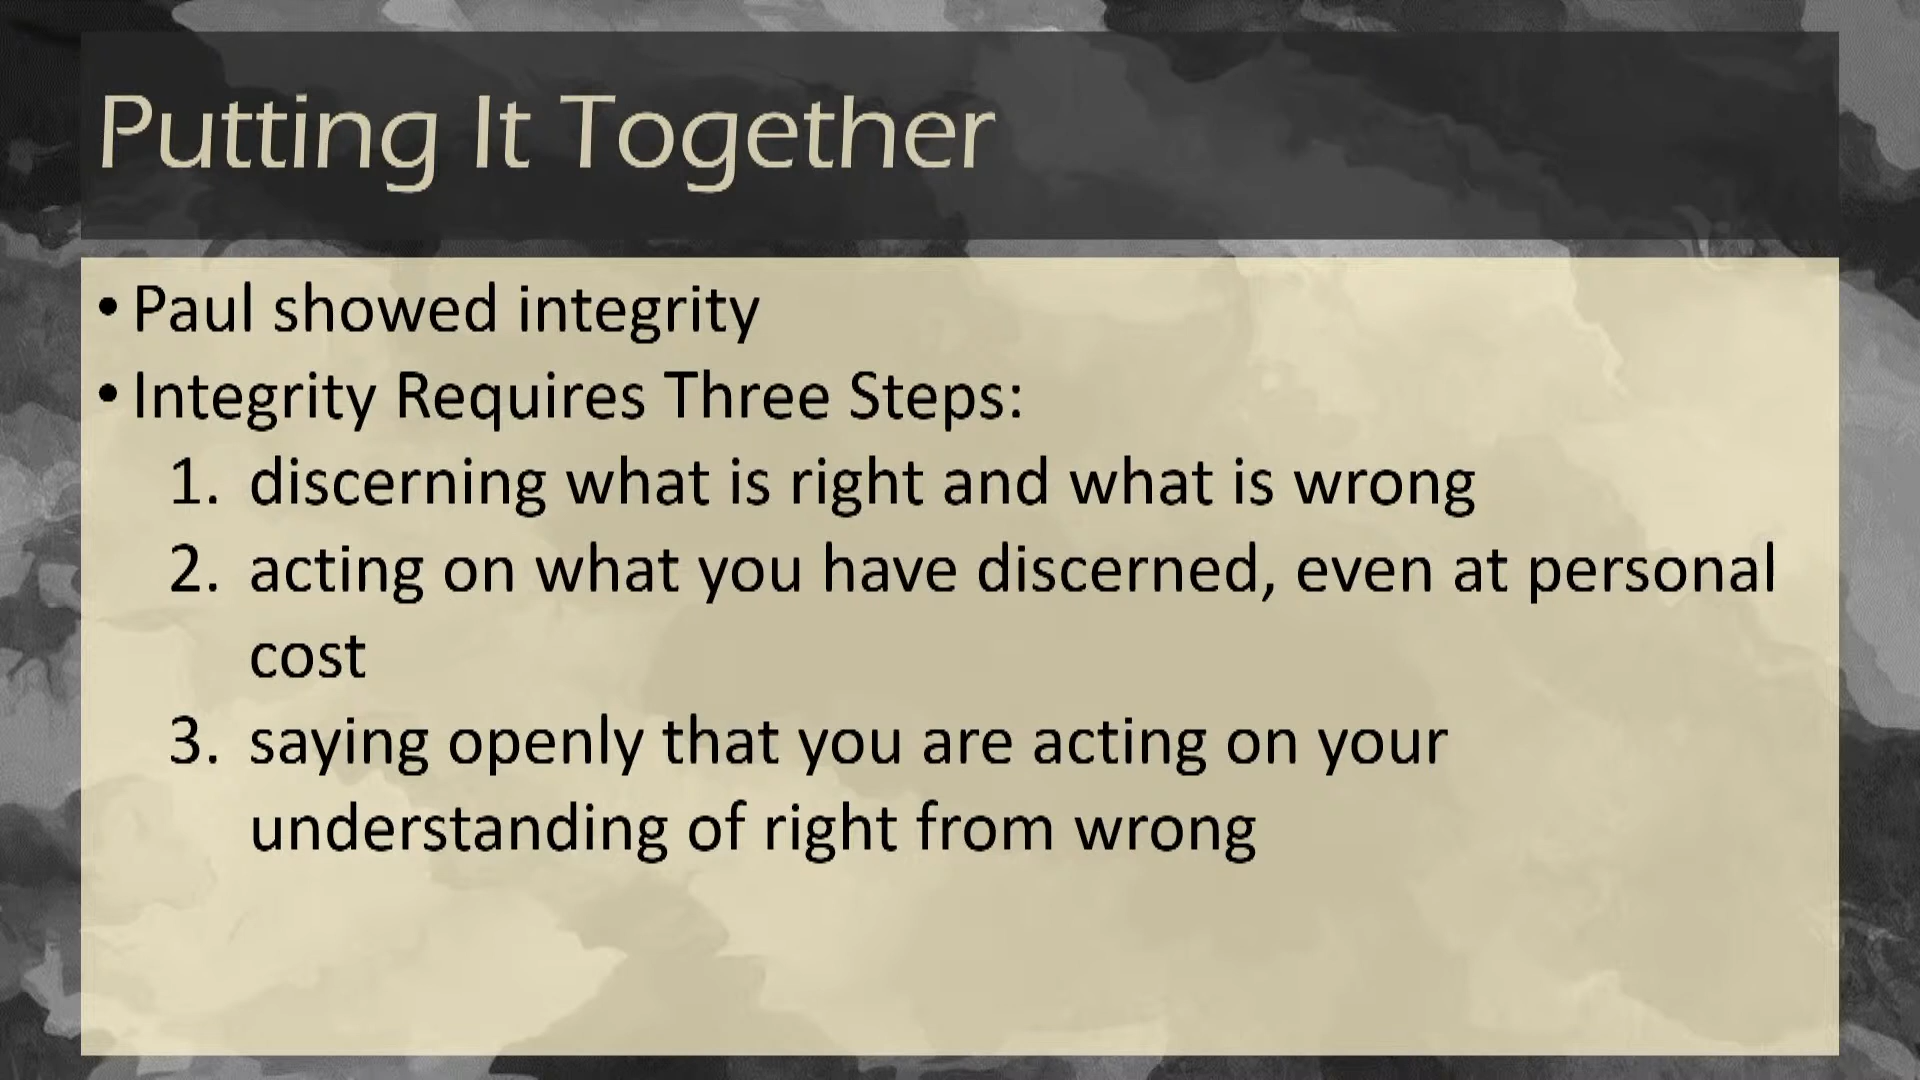 Putting It Together
• Paul showed integrity
• Integrity Requires Three Steps:
1. discerning what is right and what is wrong
2. acting on what you have discerned, even at personal
cost
3. saying openly that you are acting on your
understanding of right from wrong